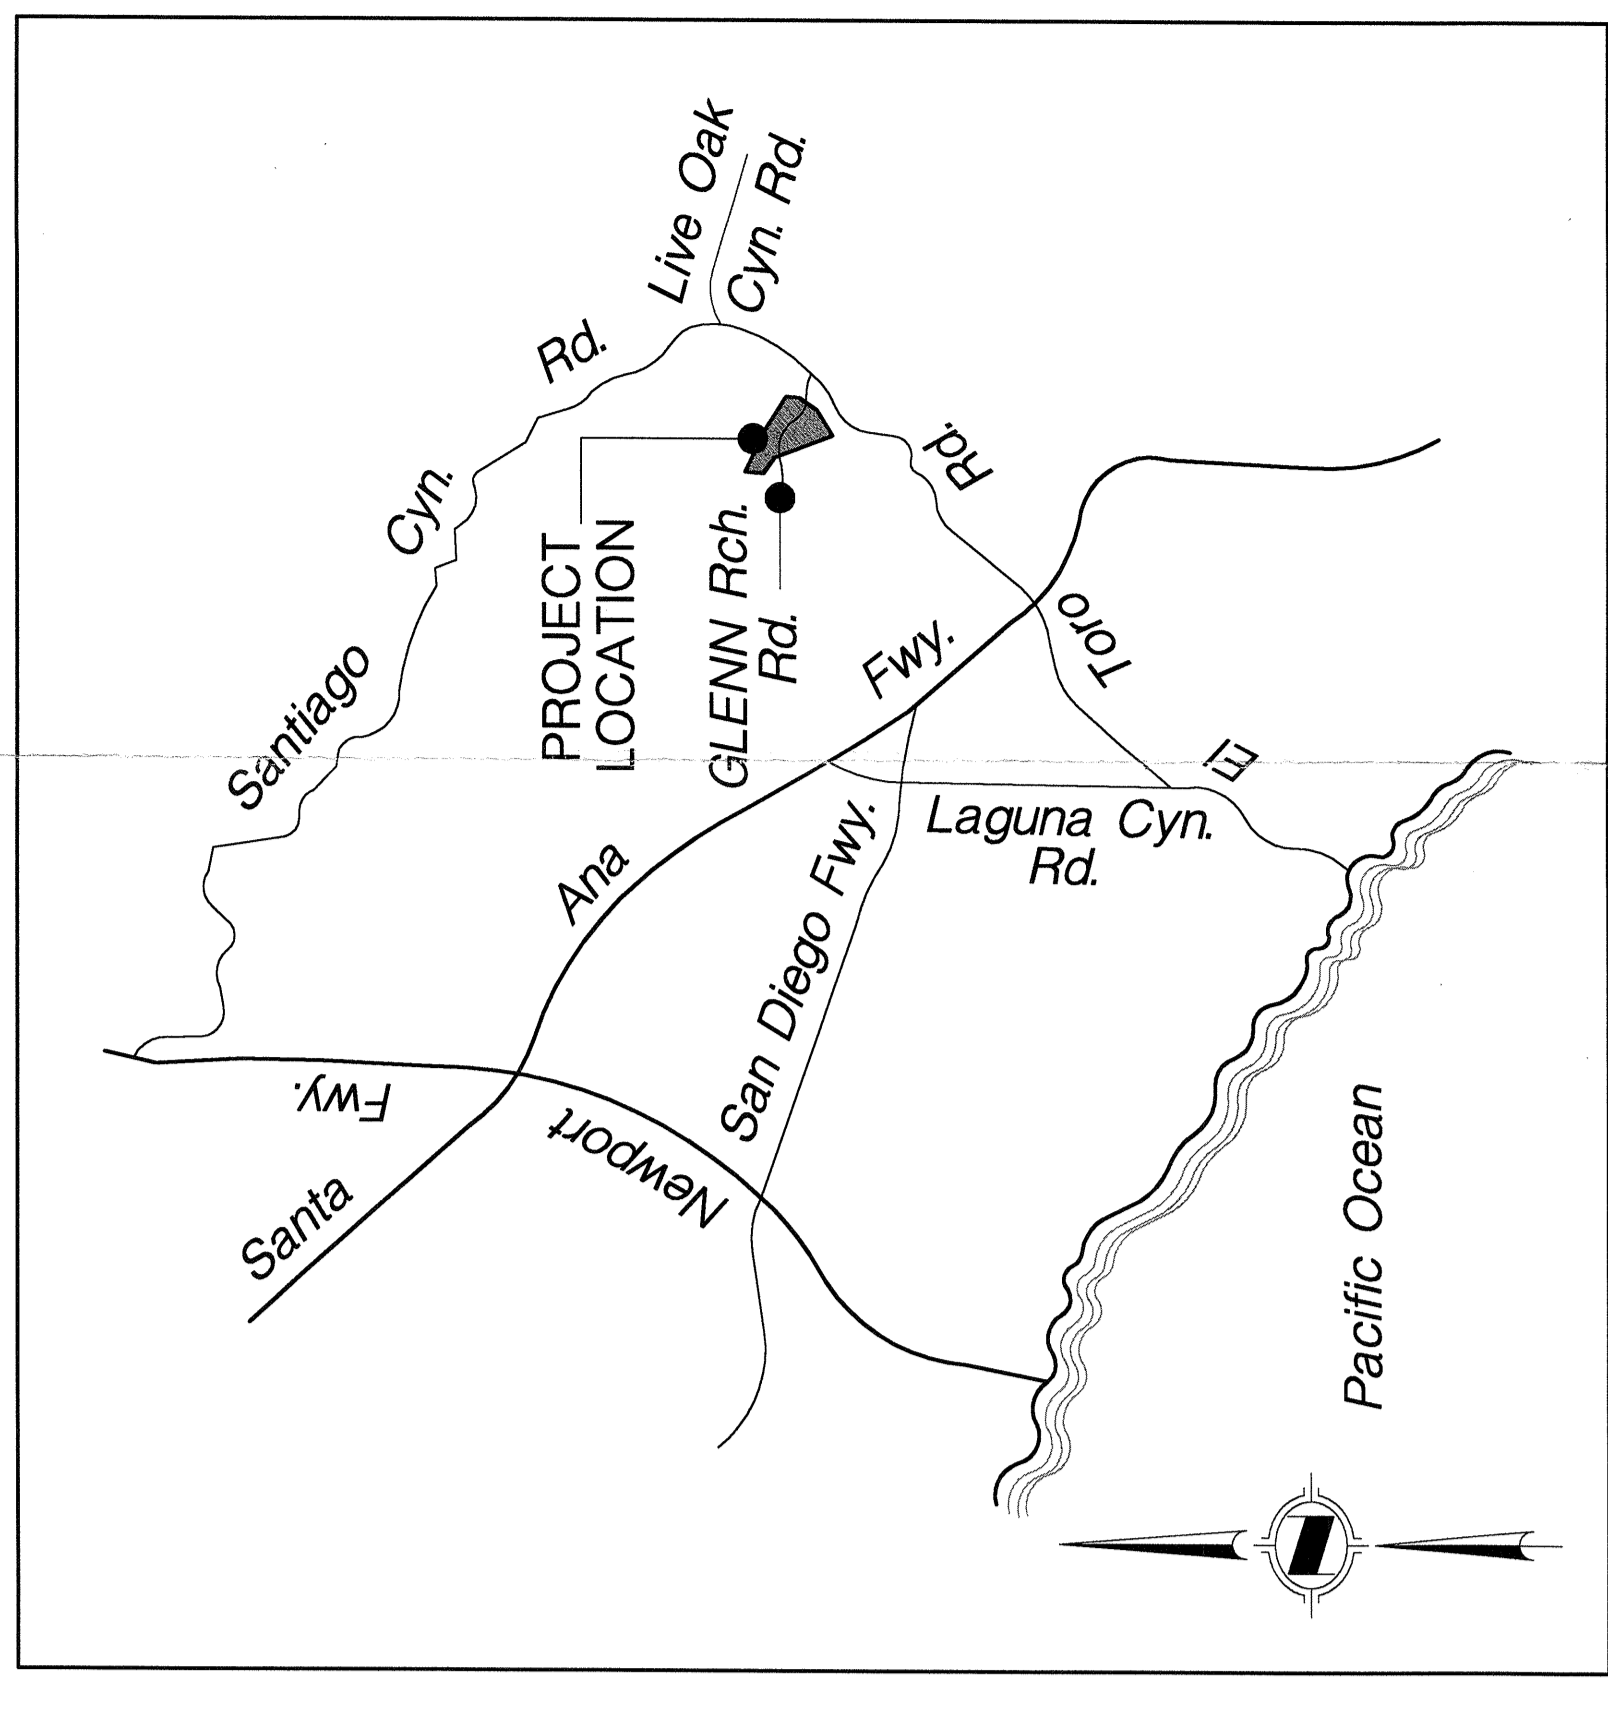 Live Oak
Cyn. Rd.
Santiago Cyn. Rd.
PROJECT
LOCATION
GLENN Rch.
Rd.
El Toro Rd.
Santa Ana Fwy.
San Diego Fwy.
Laguna Cyn.
Rd.
Newport Fwy.
Pacific Ocean
N